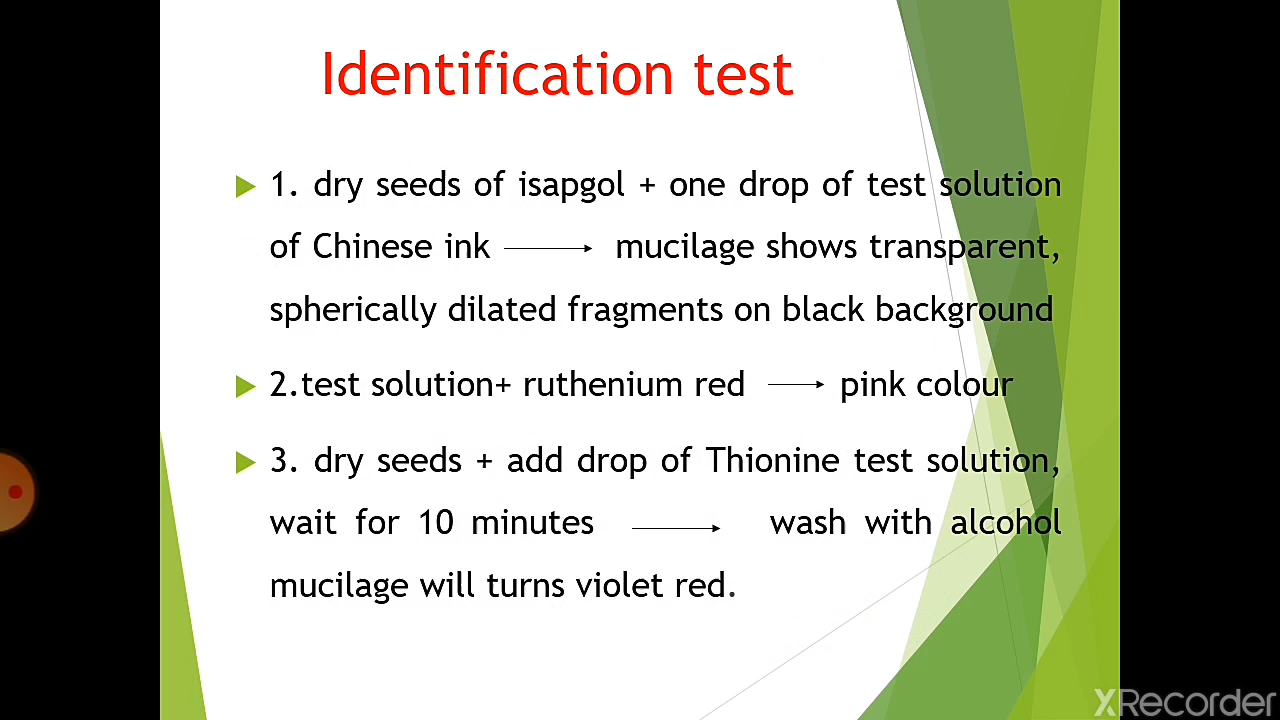 Identification test
1. dry seeds of isapgol + one drop of test solution
of Chinese ink → mucilage shows transparent,
spherically dilated fragments on black background
2.test solution+ ruthenium red → pink colour
3. dry seeds + add drop of Thionine test solution,
wait for 10 minutes → wash with alcohol
mucilage will turns violet red.
XRecorder